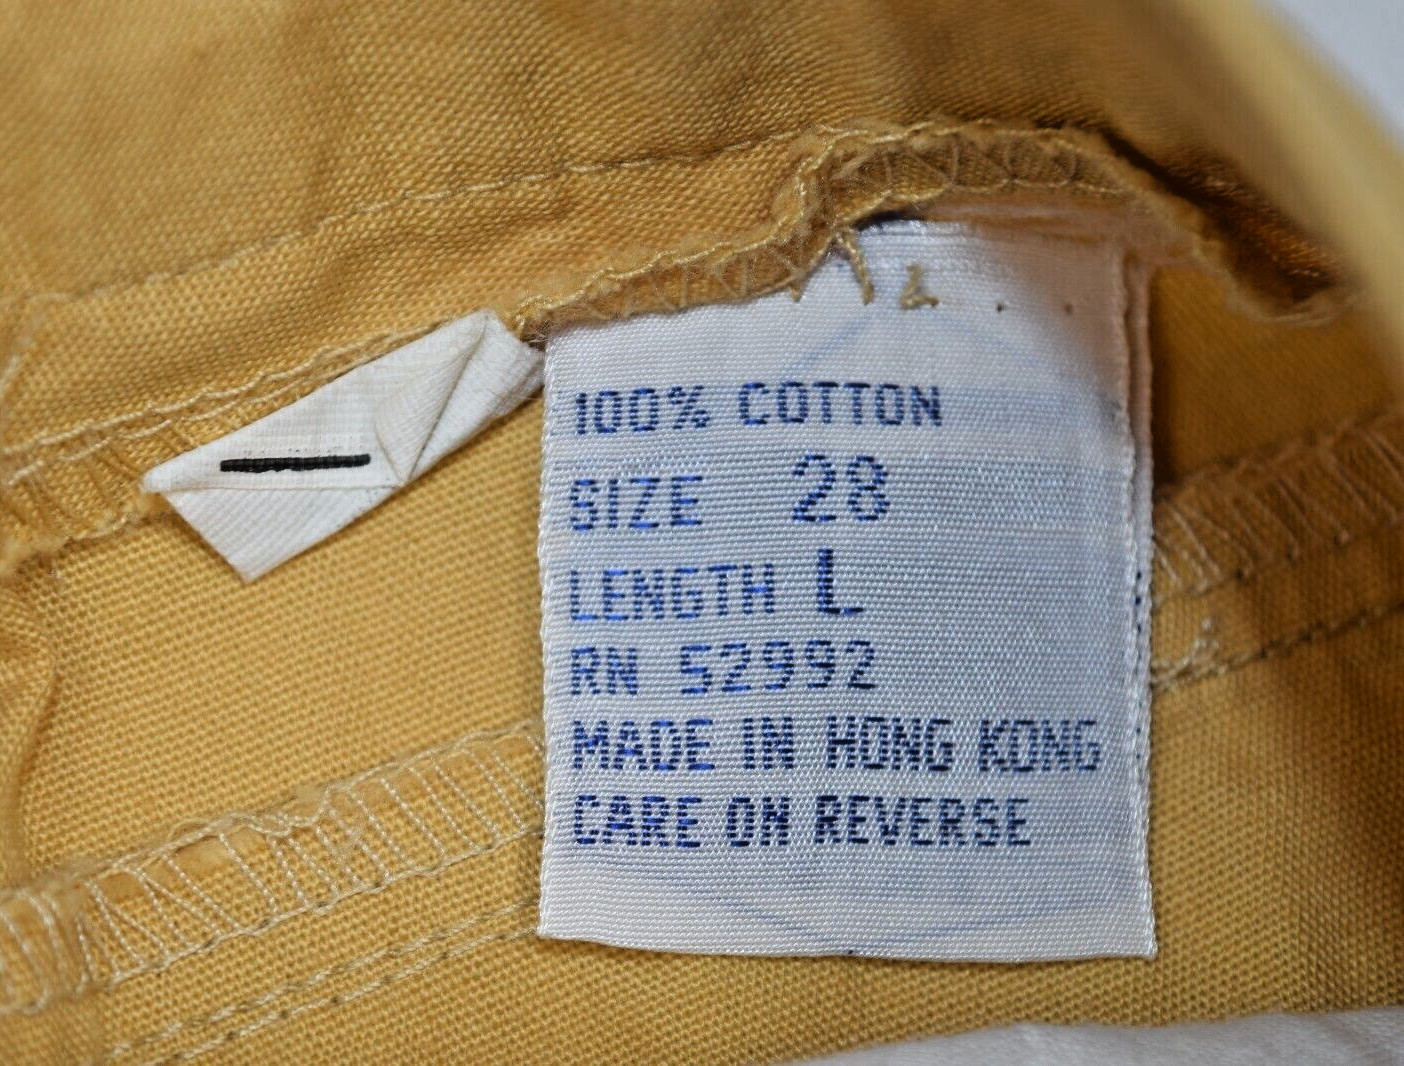 100% COTTON
SIZE 28
LENGTH L
RN 52992
MADE IN HONG KONG
CARE ON REVERSE